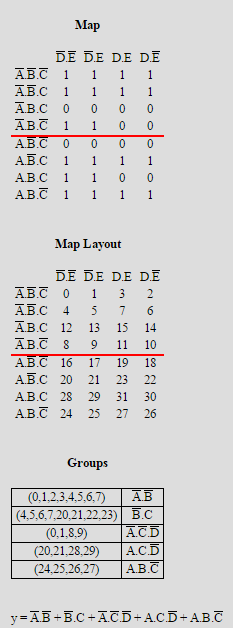 Map
D̅.E̅ D̅.E D.E D.E̅
A̅.B̅.C̅ 1 1 1 1
A̅.B̅.C 1 1 1 1
A̅.B.C 0 0 0 0
A̅.B.C̅ 1 1 0 0
A.B̅.C̅ 0 0 0 0
A.B̅.C 1 1 1 1
A.B.C 1 1 0 0
A.B.C̅ 1 1 1 1
Map Layout
D̅.E̅ D̅.E D.E D.E̅
A̅.B̅.C̅ 0 1 3 2
A̅.B̅.C 4 5 7 6
A̅.B.C 12 13 15 14
A̅.B.C̅ 8 9 11 10
A.B̅.C̅ 16 17 19 18
A.B̅.C 20 21 23 22
A.B.C 28 29 31 30
A.B.C̅ 24 25 27 26
Groups
(0,1,2,3,4,5,6,7) A̅.B̅
(4,5,6,7,20,21,22,23) B̅.C
(0,1,8,9) A̅.C̅.D̅
(20,21,28,29) A.C.D̅
(24,25,26,27) A.B.C̅
y = A̅.B̅ + B̅.C + A̅.C̅.D̅ + A.C.D̅ + A.B.C̅